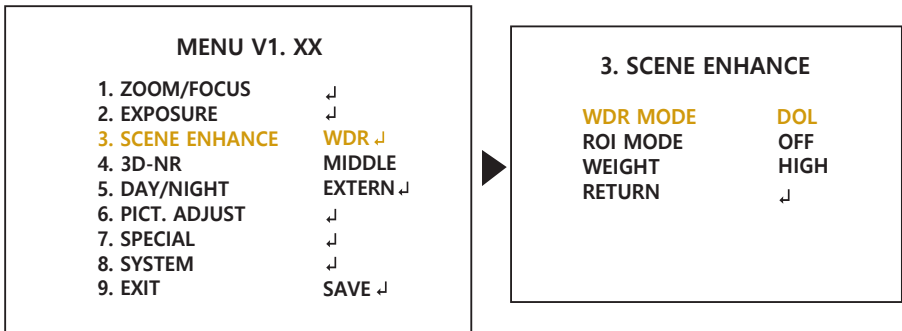 MENU V1. XX
1. ZOOM/FOCUS ↲
2. EXPOSURE ↲
3. SCENE ENHANCE WDR ↲
4. 3D-NR MIDDLE
5. DAY/NIGHT EXTERN ↲
6. PICT. ADJUST ↲
7. SPECIAL ↲
8. SYSTEM ↲
9. EXIT SAVE ↲
3. SCENE ENHANCE
WDR MODE DOL
ROI MODE OFF
WEIGHT HIGH
RETURN ↲